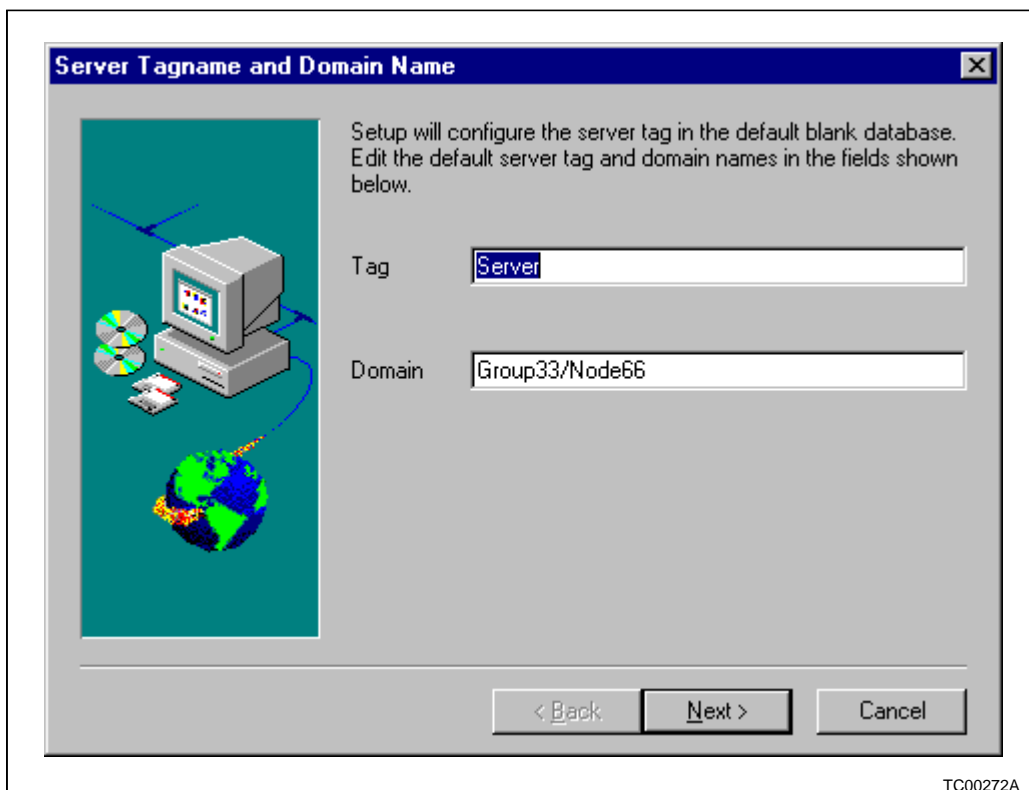 Server Tagname and Domain Name
Setup will configure the server tag in the default blank database.
Edit the default server tag and domain names in the fields shown
below.
Tag
Server
Domain
Group33/Node66
< Back
Next >
Cancel
TC00272A